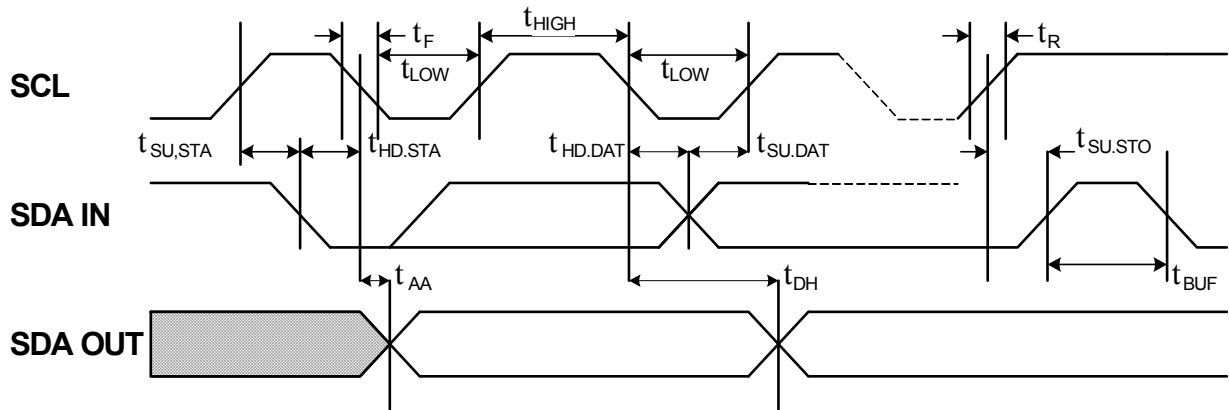 tHIGH
tF
tR
SCL
tLOW
tLOW
tSU,STA
tHD.STA
tHD.DAT
tSU.DAT
tSU.STO
SDA IN
tAA
tDH
tBUF
SDA OUT